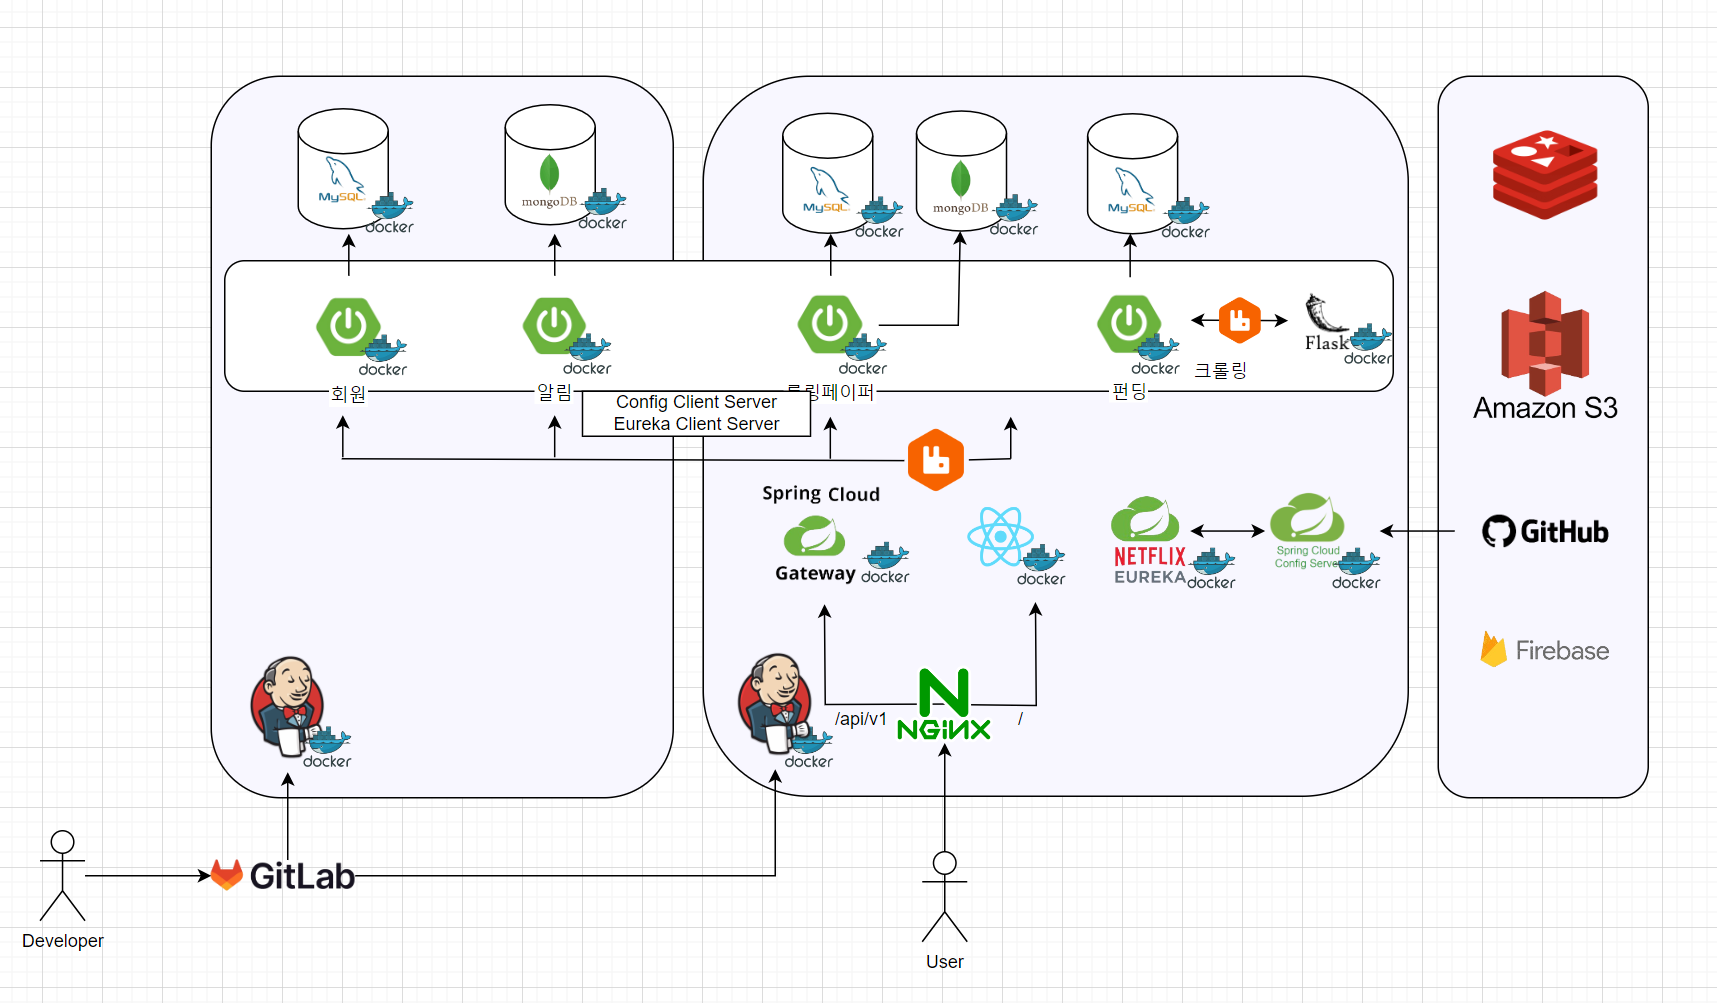 MySQL
docker
mongoDB
docker
MySQL
docker
mongoDB
docker
MySQL
docker
docker
회원
docker
알림
docker
롤링페이퍼
docker
펀딩
크롤링
Flask
docker
Config Client Server
Eureka Client Server
Spring Cloud
Gateway
docker
docker
NETFLIX
EUREKA
docker
Spring Cloud
Config Server
docker
Amazon S3
GitHub
Firebase
docker
docker
/api/v1
NGINX
/
GitLab
Developer
User